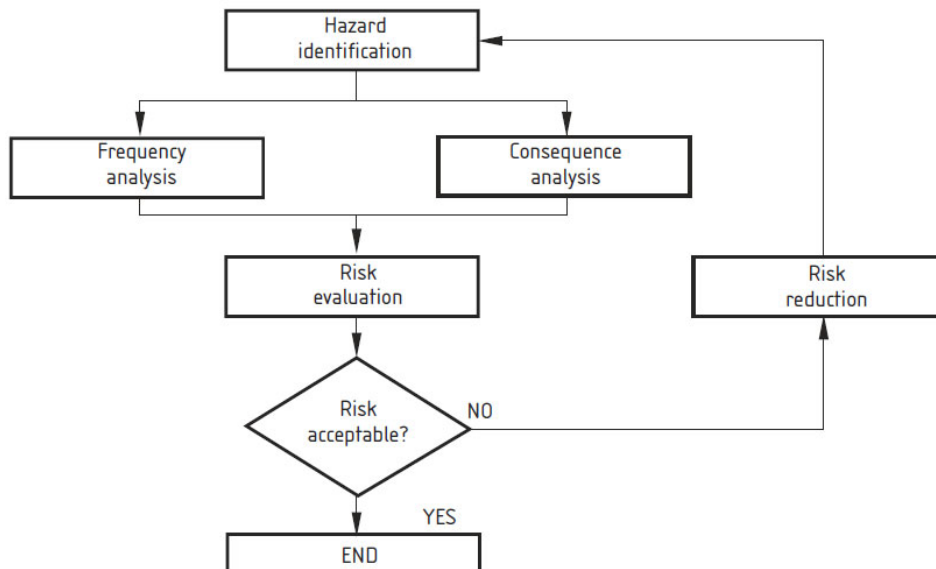 Hazard
identification
Frequency
analysis
Consequence
analysis
Risk
evaluation
Risk
reduction
Risk
acceptable?
NO
YES
END